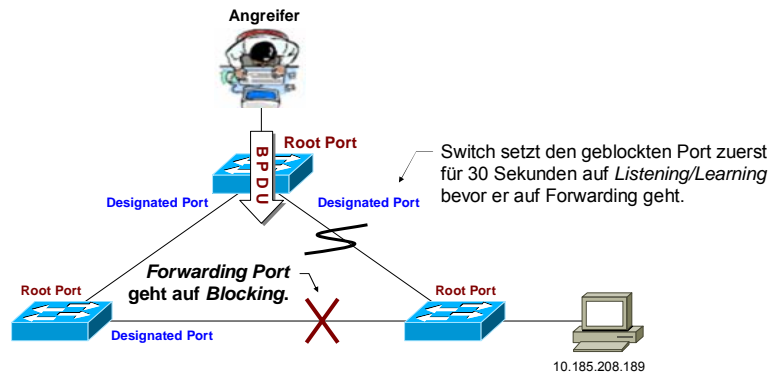 Angreifer
BPDU
Root Port
Switch setzt den geblockten Port zuerst
für 30 Sekunden auf Listening/Learning
bevor er auf Forwarding geht.
Designated Port
Designated Port
Forwarding Port
geht auf Blocking.
Root Port
Root Port
Designated Port
10.185.208.189